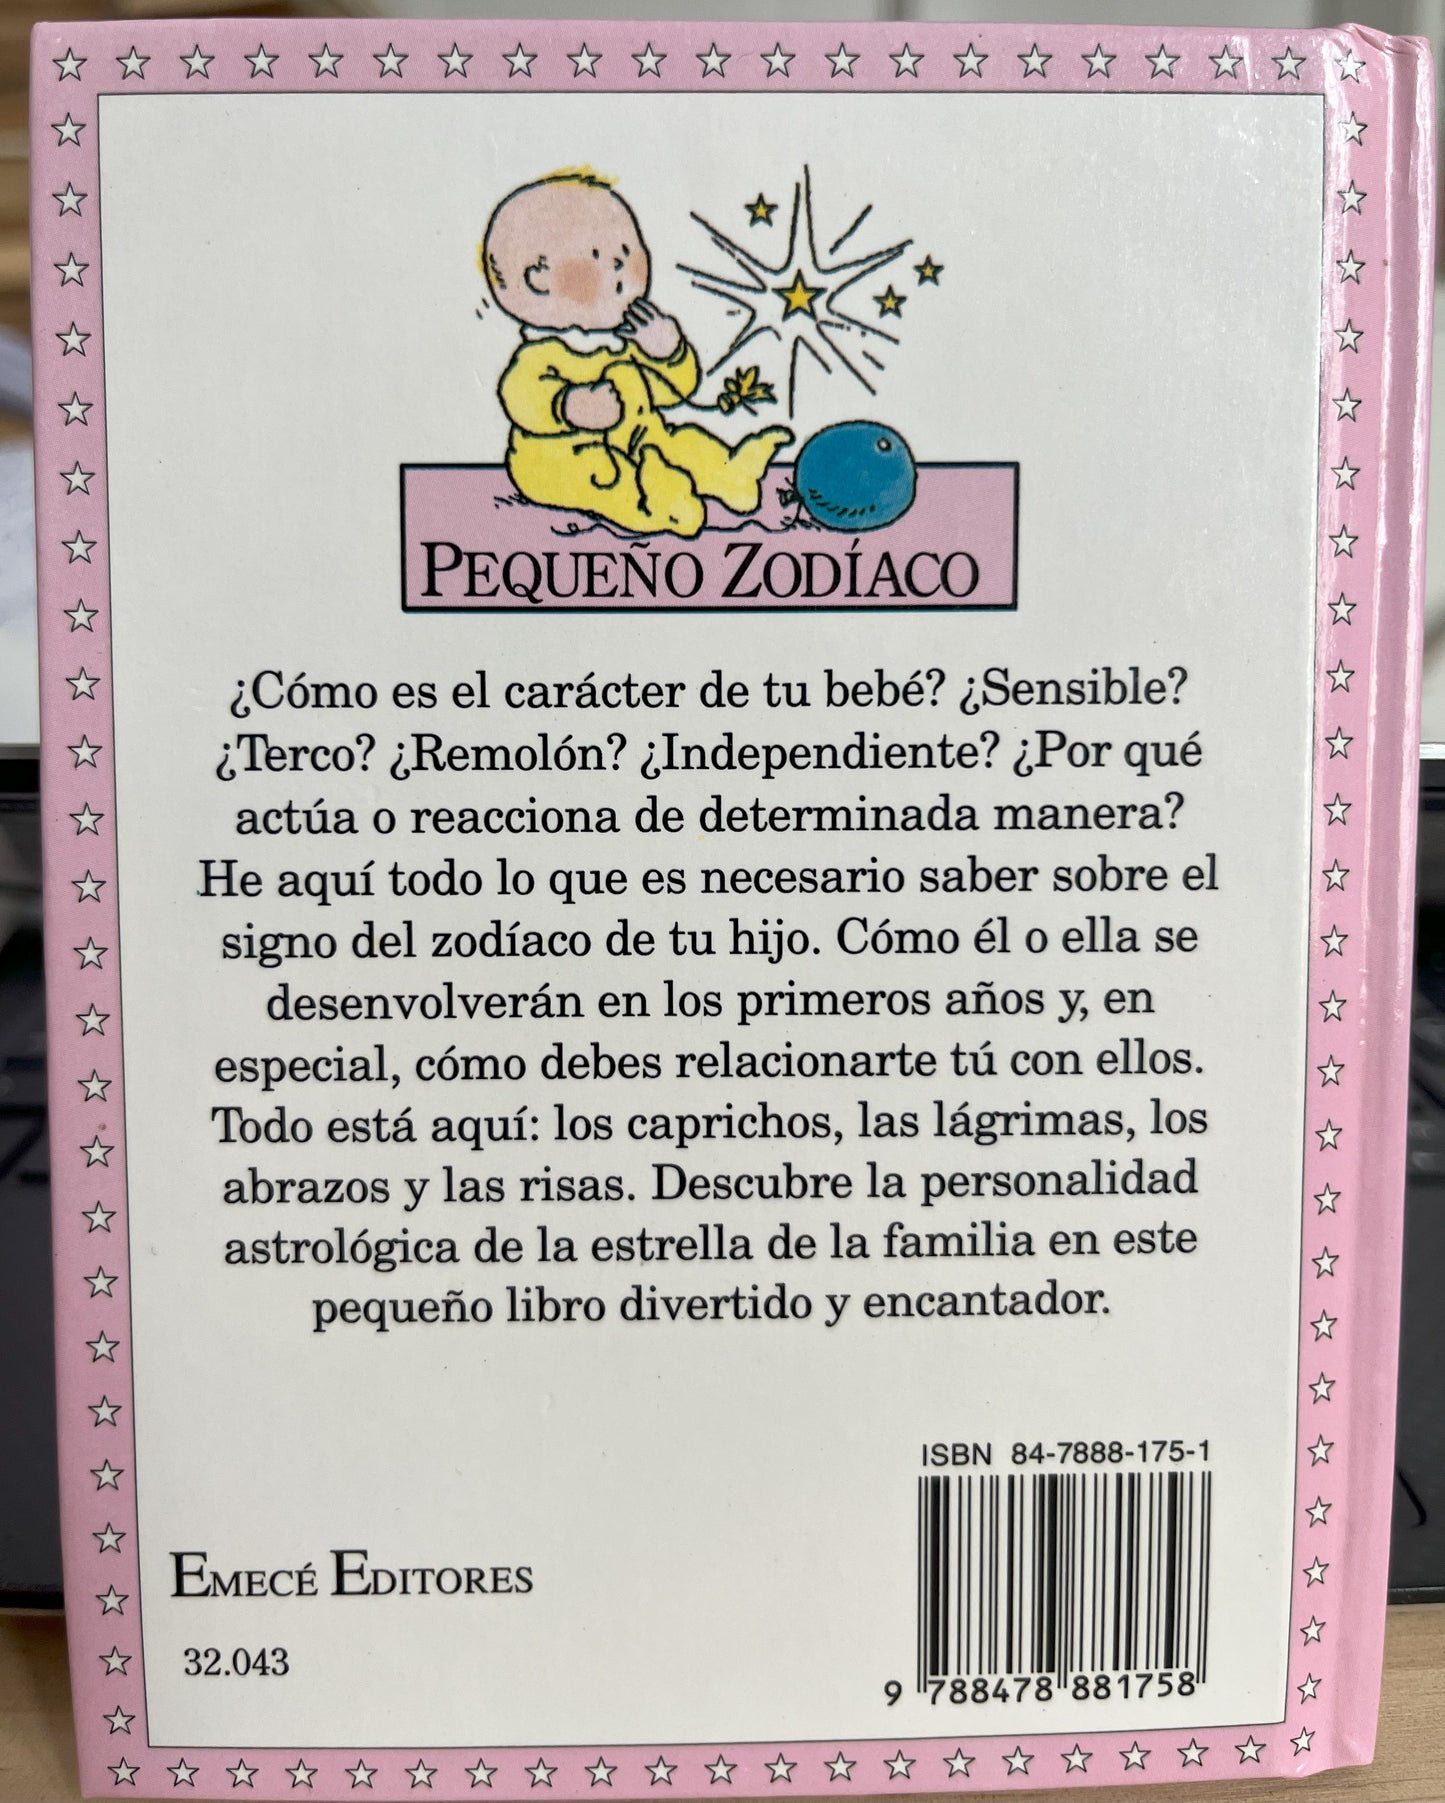 PEQUEÑO ZODÍACO
¿Cómo es el carácter de tu bebé? ¿Sensible?
¿Terco? ¿Remolón? ¿Independiente? ¿Por qué
actúa o reacciona de determinada manera?
He aquí todo lo que es necesario saber sobre el
signo del zodíaco de tu hijo. Cómo él o ella se
desenvolverán en los primeros años y, en
especial, cómo debes relacionarte tú con ellos.
Todo está aquí: los caprichos, las lágrimas, los
abrazos y las risas. Descubre la personalidad
astrológica de la estrella de la familia en este
pequeño libro divertido y encantador.
ISBN 84-7888-175-1
EMECÉ EDITORES
32.043
9 788478 881758